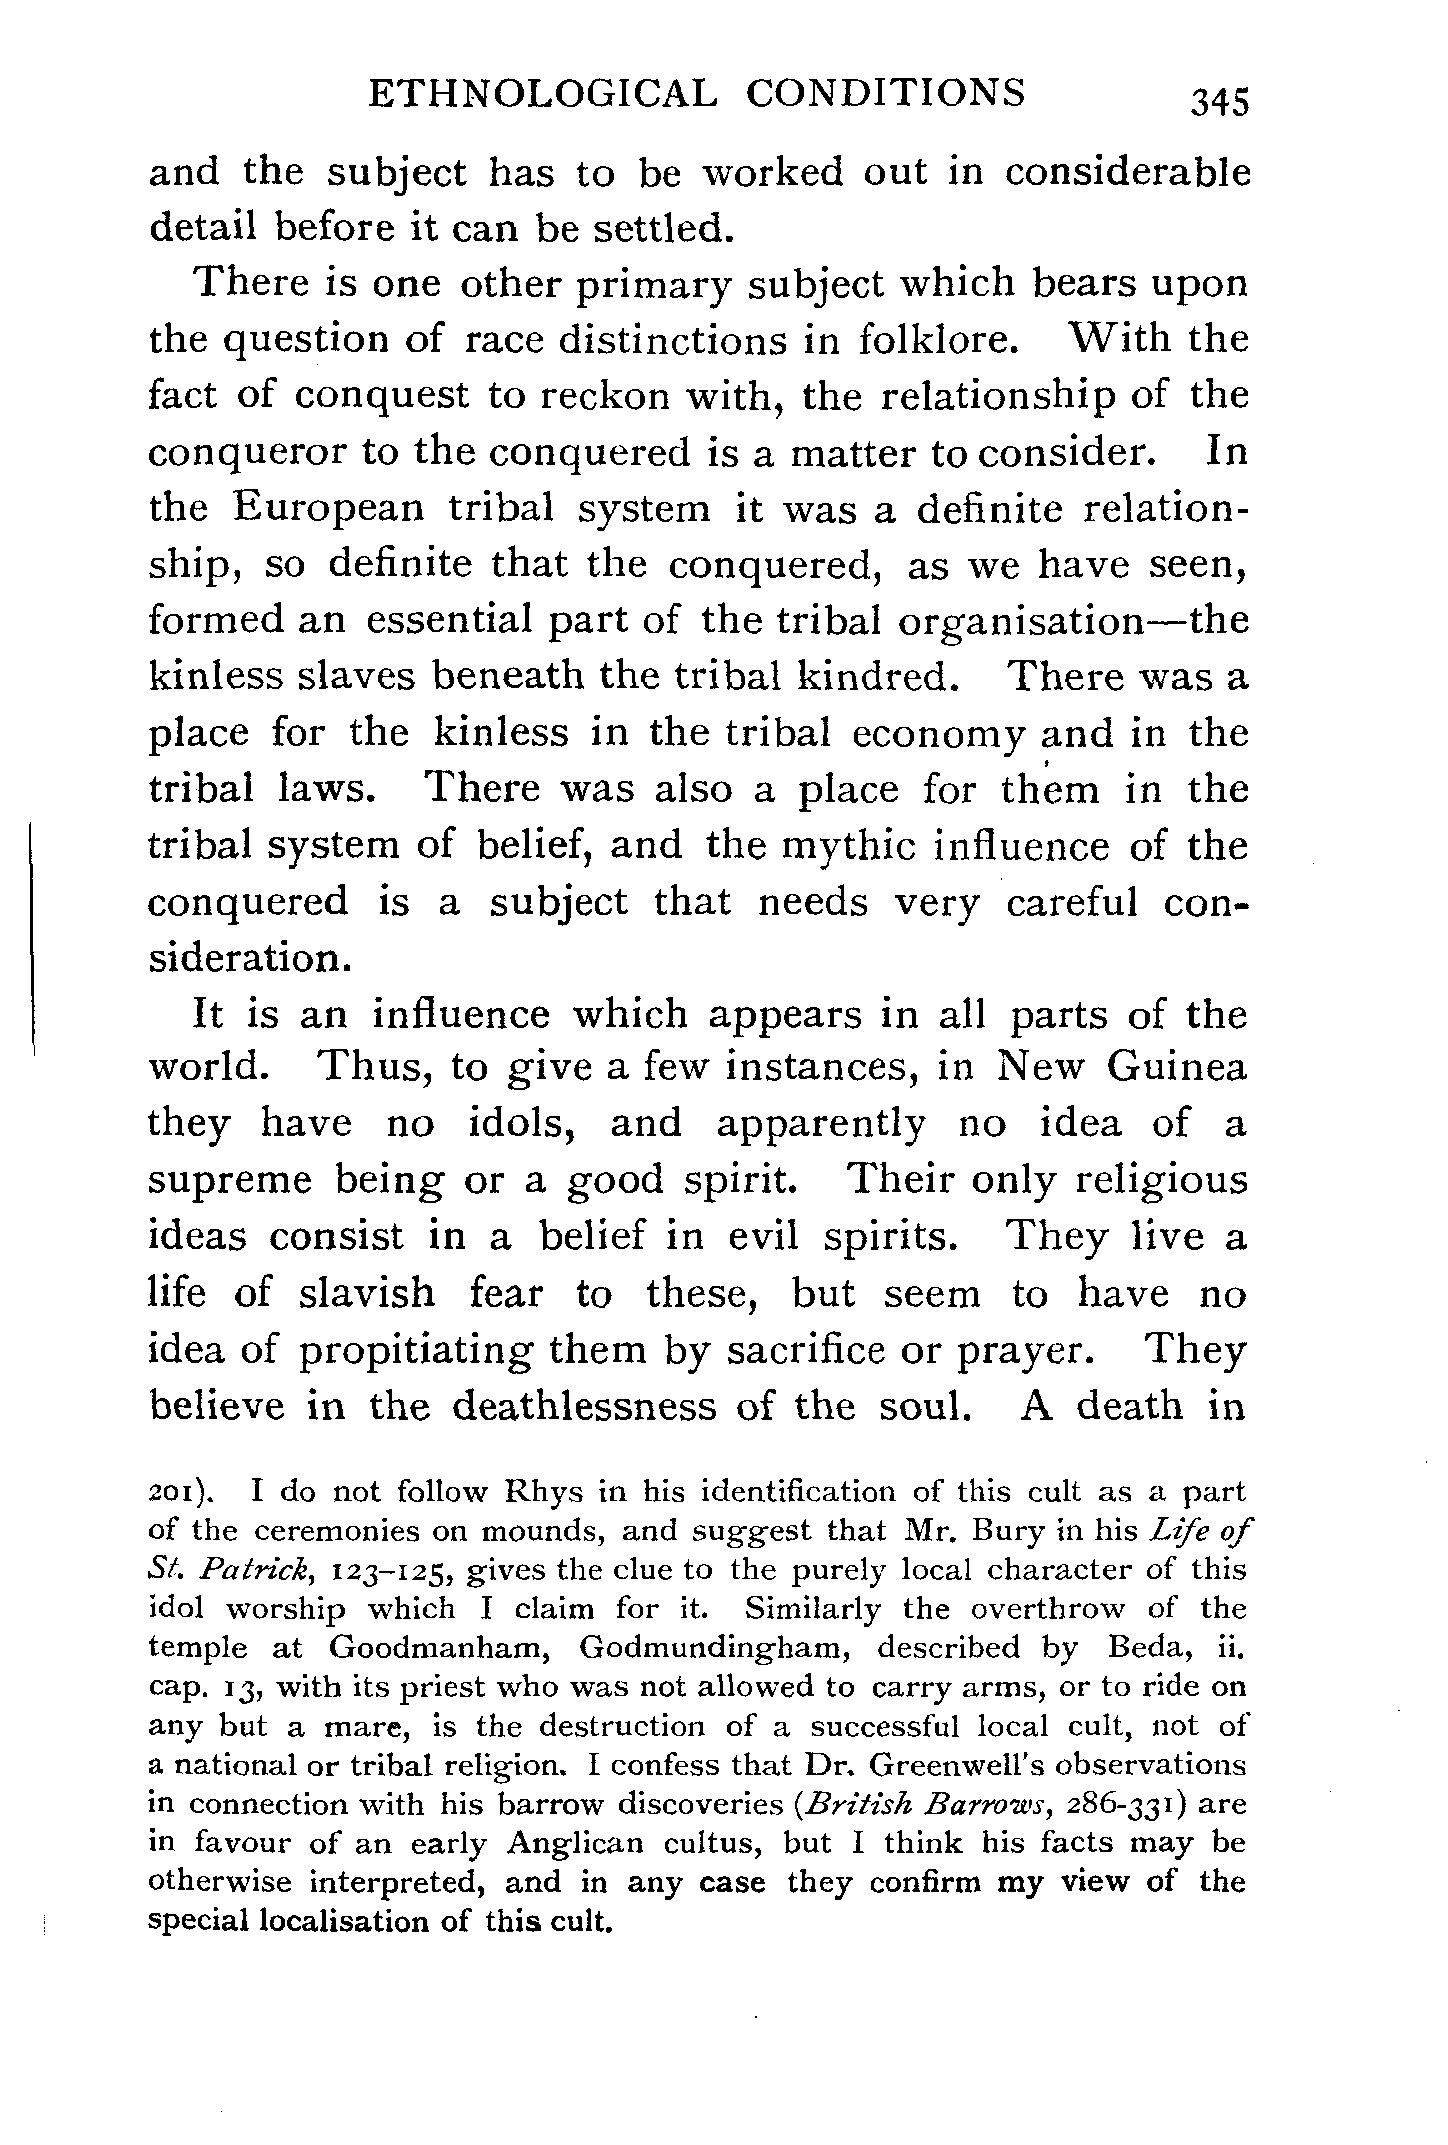 ETHNOLOGICAL CONDITIONS 345
and the subject has to be worked out in considerable
detail before it can be settled.
There is one other primary subject which bears upon
the question of race distinctions in folklore. With the
fact of conquest to reckon with, the relationship of the
conqueror to the conquered is a matter to consider. In
the European tribal system it was a definite relation-
ship, so definite that the conquered, as we have seen,
formed an essential part of the tribal organisation—the
kinless slaves beneath the tribal kindred. There was a
place for the kinless in the tribal economy and in the
tribal laws. There was also a place for them in the
tribal system of belief, and the mythic influence of the
conquered is a subject that needs very careful con-
sideration.
It is an influence which appears in all parts of the
world. Thus, to give a few instances, in New Guinea
they have no idols, and apparently no idea of a
supreme being or a good spirit. Their only religious
ideas consist in a belief in evil spirits. They live a
life of slavish fear to these, but seem to have no
idea of propitiating them by sacrifice or prayer. They
believe in the deathlessness of the soul. A death in
201). I do not follow Rhys in his identification of this cult as a part
of the ceremonies on mounds, and suggest that Mr. Bury in his Life of
St. Patrick, 123–125, gives the clue to the purely local character of this
idol worship which I claim for it. Similarly the overthrow of the
temple at Goodmanham, Godmundingham, described by Beda, ii.
cap. 13, with its priest who was not allowed to carry arms, or to ride on
any but a mare, is the destruction of a successful local cult, not of
a national or tribal religion. I confess that Dr. Greenwell's observations
in connection with his barrow discoveries (British Barrows, 286-331) are
in favour of an early Anglican cultus, but I think his facts may be
otherwise interpreted, and in any case they confirm my view of the
special localisation of this cult.